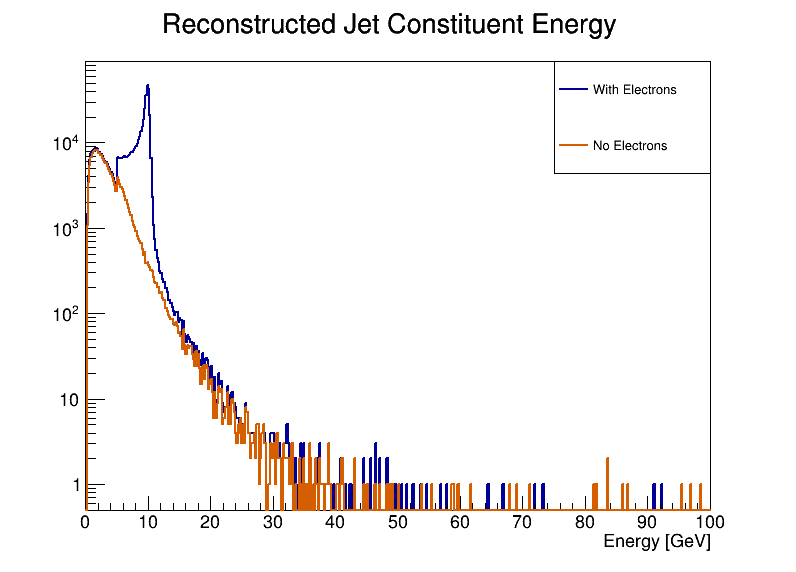 Reconstructed Jet Constituent Energy
With Electrons
No Electrons
10⁴
10³
10²
10
1
0 10 20 30 40 50 60 70 80 90 100
Energy [GeV]